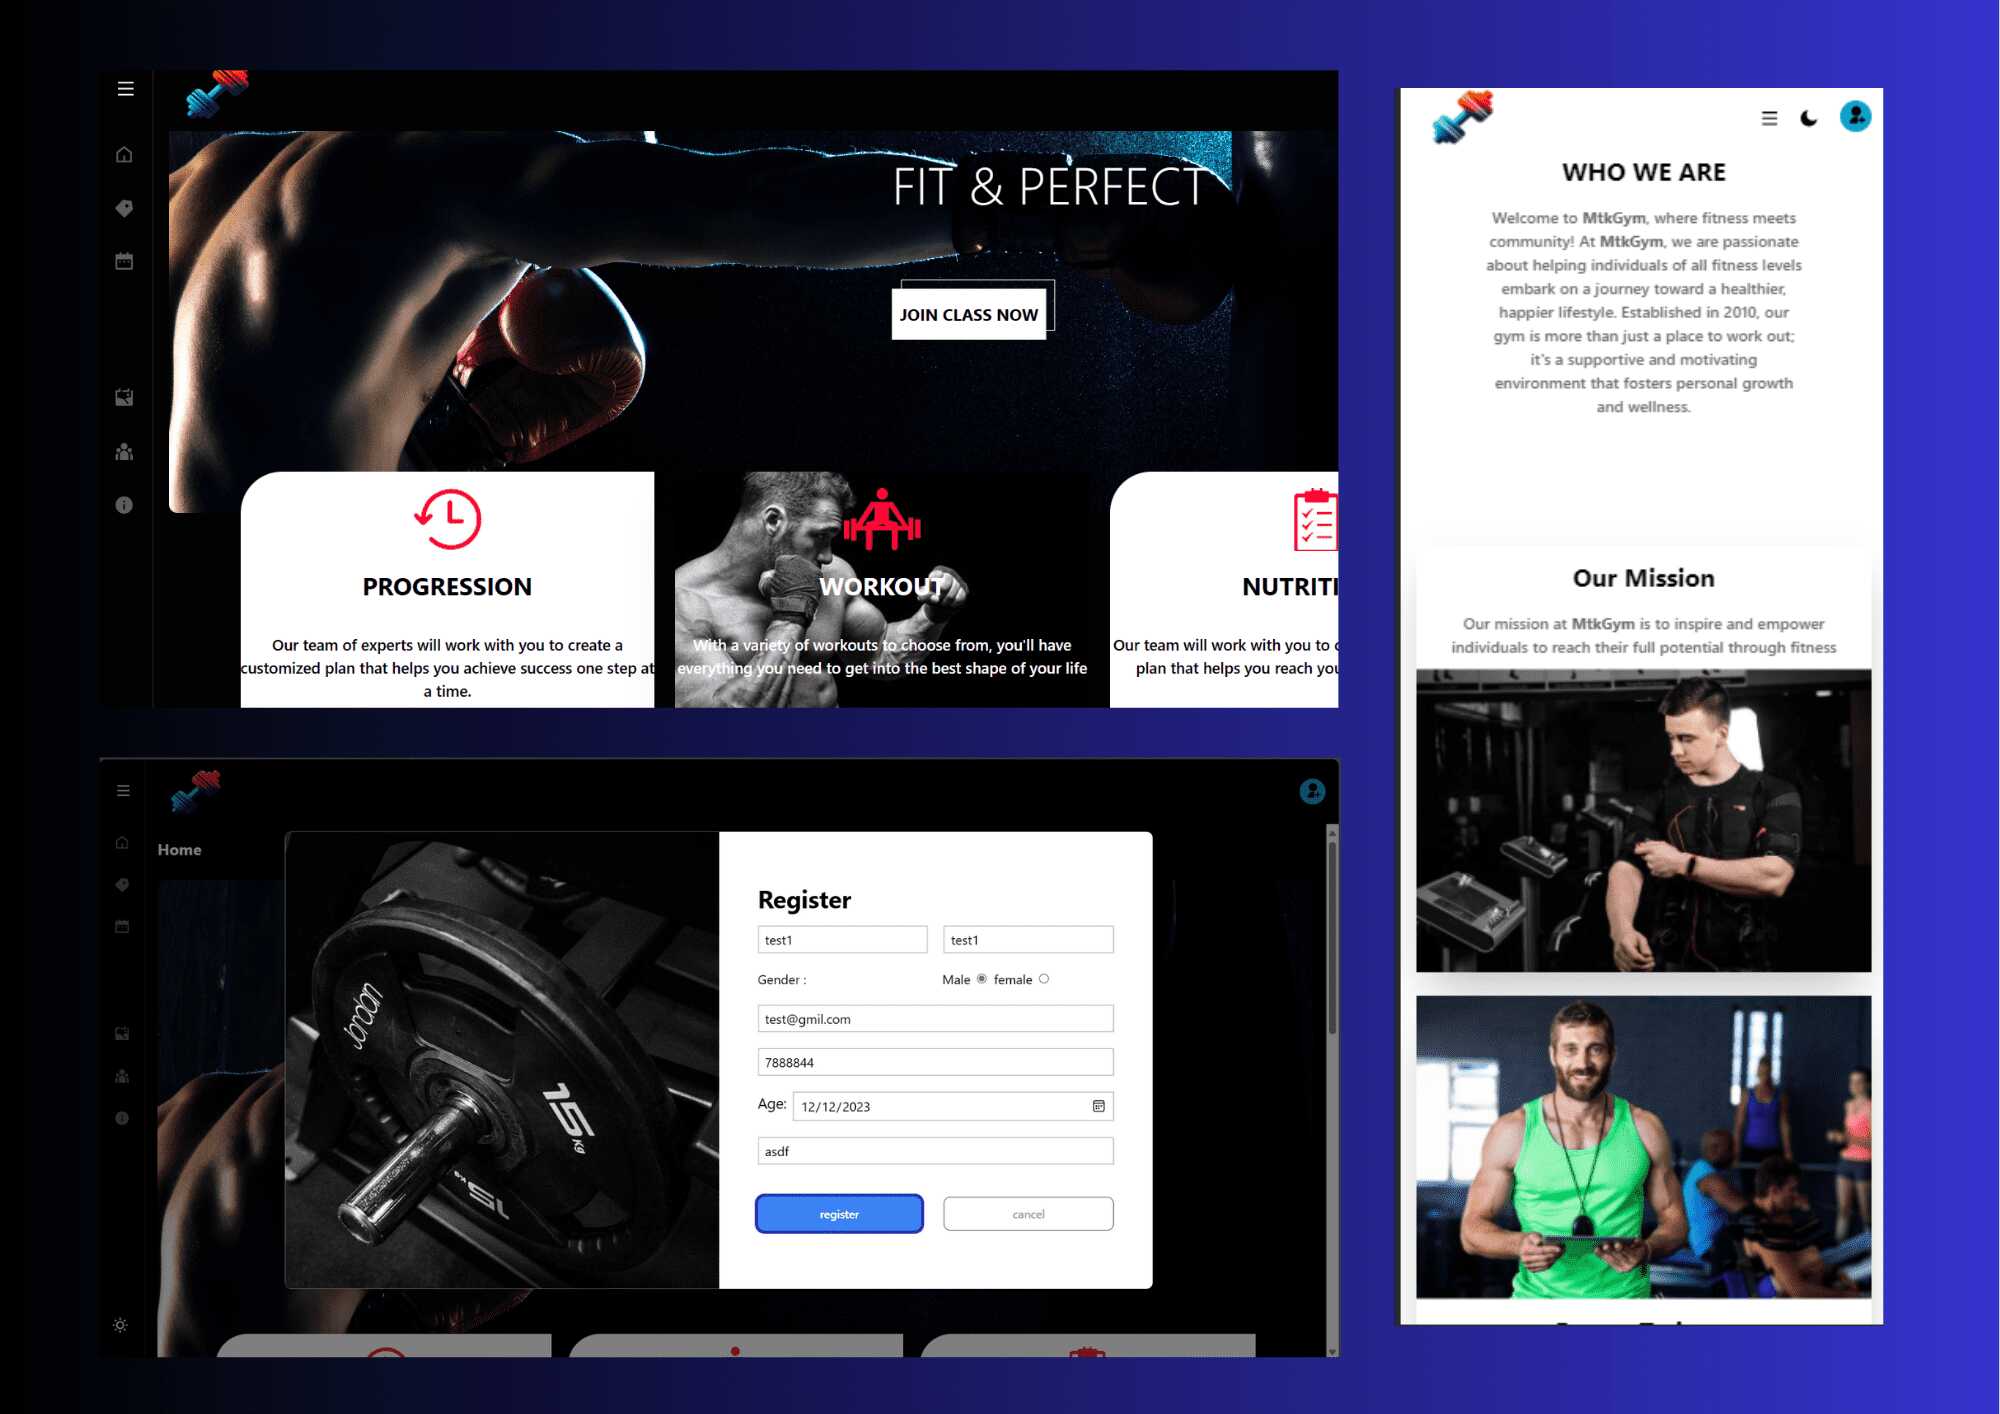 FIT & PERFECT
JOIN CLASS NOW
PROGRESSION
Our team of experts will work with you to create a
customized plan that helps you achieve success one step at
a time.
WORKOUT
With a variety of workouts to choose from, you'll have
everything you need to get into the best shape of your life
NUTRITI
Our team will work with you to c
plan that helps you reach you
Home
Jordan
15 KG
15 KG
Register
test1
test1
Gender :
Male female
test@gmil.com
7888844
Age:
12/12/2023
asdf
register
cancel
WHO WE ARE
Welcome to MtkGym, where fitness meets
community! At MtkGym, we are passionate
about helping individuals of all fitness levels
embark on a journey toward a healthier,
happier lifestyle. Established in 2010, our
gym is more than just a place to work out;
it's a supportive and motivating
environment that fosters personal growth
and wellness.
Our Mission
Our mission at MtkGym is to inspire and empower
individuals to reach their full potential through fitness